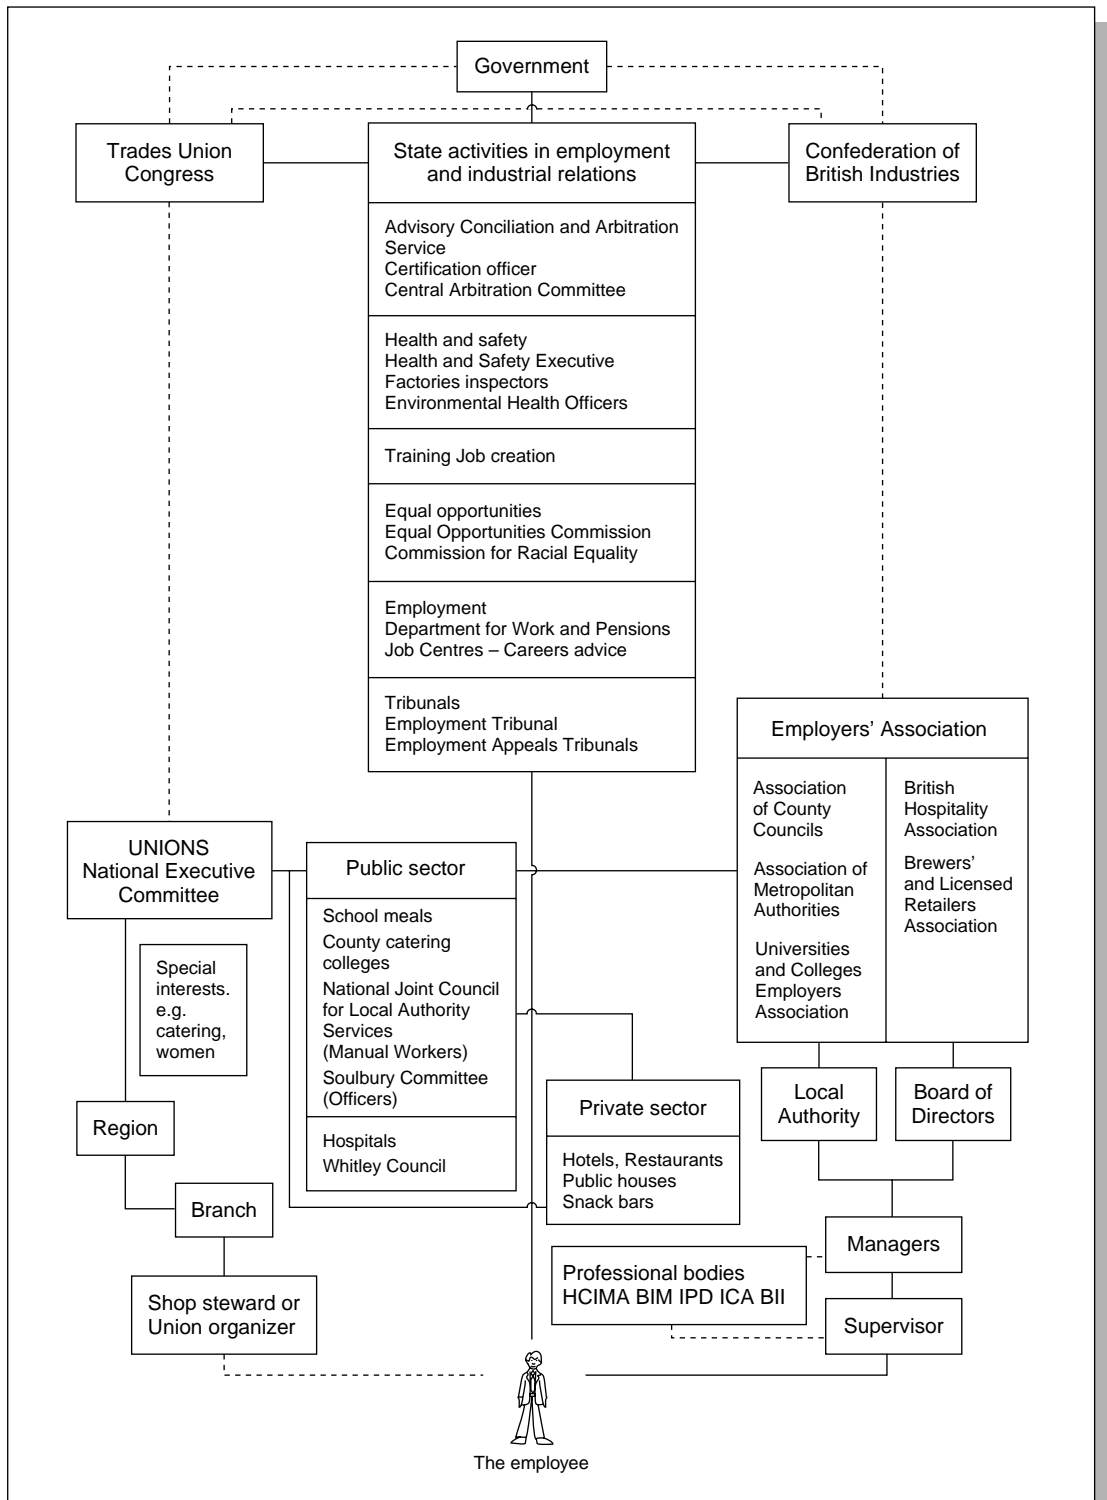 Government
Trades Union
Congress
State activities in employment
and industrial relations
Confederation of
British Industries
Advisory Conciliation and Arbitration
Service
Certification officer
Central Arbitration Committee
Health and safety
Health and Safety Executive
Factories inspectors
Environmental Health Officers
Training Job creation
Equal opportunities
Equal Opportunities Commission
Commission for Racial Equality
Employment
Department for Work and Pensions
Job Centres – Careers advice
Tribunals
Employment Tribunal
Employment Appeals Tribunals
Employers’ Association
Association
of County
Councils
Association of
Metropolitan
Authorities
Universities
and Colleges
Employers
Association
British
Hospitality
Association
Brewers’
and Licensed
Retailers
Association
UNIONS
National Executive
Committee
Public sector
School meals
County catering
colleges
National Joint Council
for Local Authority
Services
(Manual Workers)
Soulbury Committee
(Officers)
Hospitals
Whitley Council
Special
interests.
e.g.
catering,
women
Region
Branch
Shop steward or
Union organizer
Private sector
Hotels, Restaurants
Public houses
Snack bars
Local
Authority
Board of
Directors
Managers
Professional bodies
HCIMA BIM IPD ICA BII
Supervisor
The employee